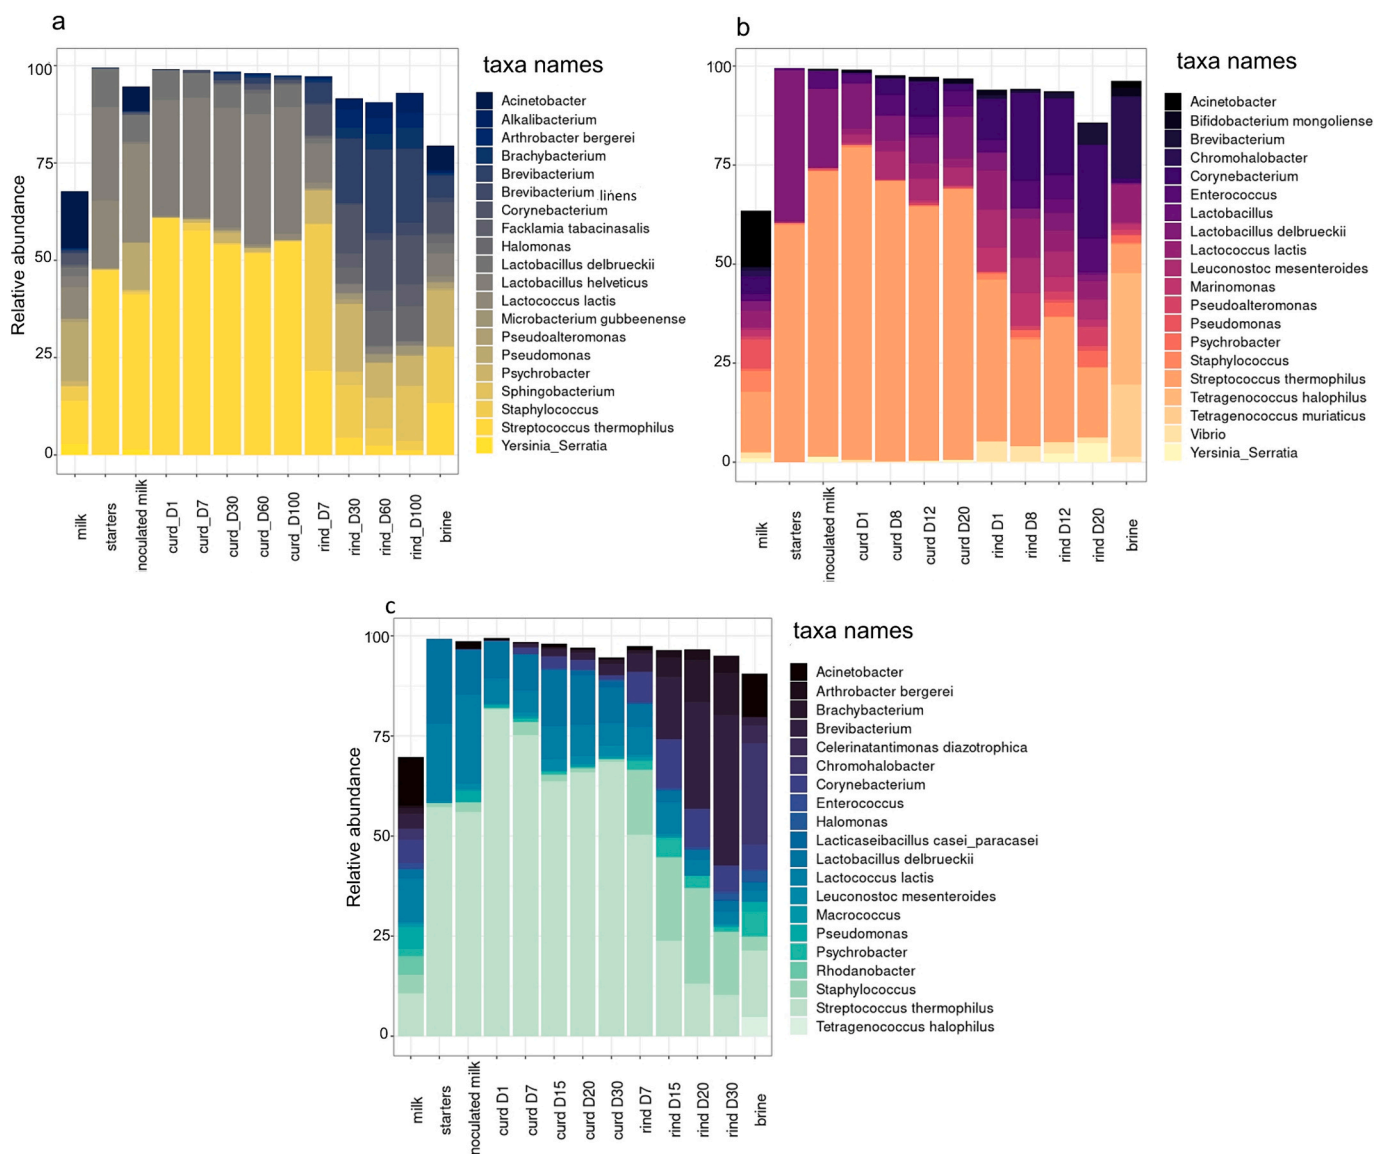 a
Relative abundance
100
75
50
25
0
milk
starters
noculated milk
curd_D1
curd_D7
curd_D30
curd_D60
curd_D100
rind_D7
rind_D30
rind_D60
rind_D100
brine
taxa names
Acinetobacter
Alkalibacterium
Arthrobacter bergerei
Brachybacterium
Brevibacterium
Brevibacterium linens
Corynebacterium
Facklamia tabacinasalis
Halomonas
Lactobacillus delbrueckii
Lactobacillus helveticus
Lactococcus lactis
Microbacterium gubbeenense
Pseudoalteromonas
Pseudomonas
Psychrobacter
Sphingobacterium
Staphylococcus
Streptococcus thermophilus
Yersinia_Serratia
b
100
75
50
25
0
milk
starters
inoculated milk
curd D1
curd D8
curd D12
curd D20
rind D1
rind D8
rind D12
rind D20
brine
taxa names
Acinetobacter
Bifidobacterium mongoliense
Brevibacterium
Chromohalobacter
Corynebacterium
Enterococcus
Lactobacillus
Lactobacillus delbrueckii
Lactococcus lactis
Leuconostoc mesenteroides
Marinomonas
Pseudoalteromonas
Pseudomonas
Psychrobacter
Staphylococcus
Streptococcus thermophilus
Tetragenococcus halophilus
Tetragenococcus muriaticus
Vibrio
Yersinia_Serratia
c
Relative abundance
100
75
50
25
0
milk
starters
noculated milk
curd D1
curd D7
curd D15
curd D20
curd D30
rind D7
rind D15
rind D20
rind D30
brine
taxa names
Acinetobacter
Arthrobacter bergerei
Brachybacterium
Brevibacterium
Celerinatantimonas diazotrophica
Chromohalobacter
Corynebacterium
Enterococcus
Halomonas
Lacticaseibacillus casei_paracasei
Lactobacillus delbrueckii
Lactococcus lactis
Leuconostoc mesenteroides
Macrococcus
Pseudomonas
Psychrobacter
Rhodanobacter
Staphylococcus
Streptococcus thermophilus
Tetragenococcus halophilus